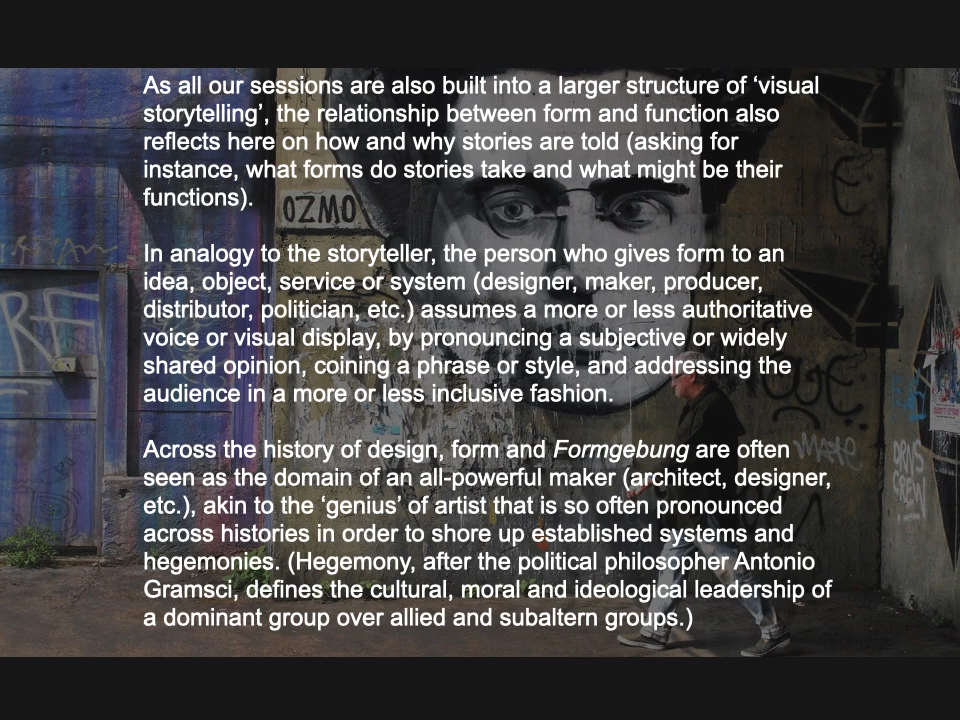 As all our sessions are also built into a larger structure of ‘visual
storytelling’, the relationship between form and function also
reflects here on how and why stories are told (asking for
instance, what forms do stories take and what might be their
functions).
OZMO
In analogy to the storyteller, the person who gives form to an
idea, object, service or system (designer, maker, producer,
distributor, politician, etc.) assumes a more or less authoritative
voice or visual display, by pronouncing a subjective or widely
shared opinion, coining a phrase or style, and addressing the
audience in a more or less inclusive fashion.
Across the history of design, form and Formgebung are often
seen as the domain of an all-powerful maker (architect, designer,
etc.), akin to the ‘genius’ of artist that is so often pronounced
across histories in order to shore up established systems and
hegemonies. (Hegemony, after the political philosopher Antonio
Gramsci, defines the cultural, moral and ideological leadership of
a dominant group over allied and subaltern groups.)